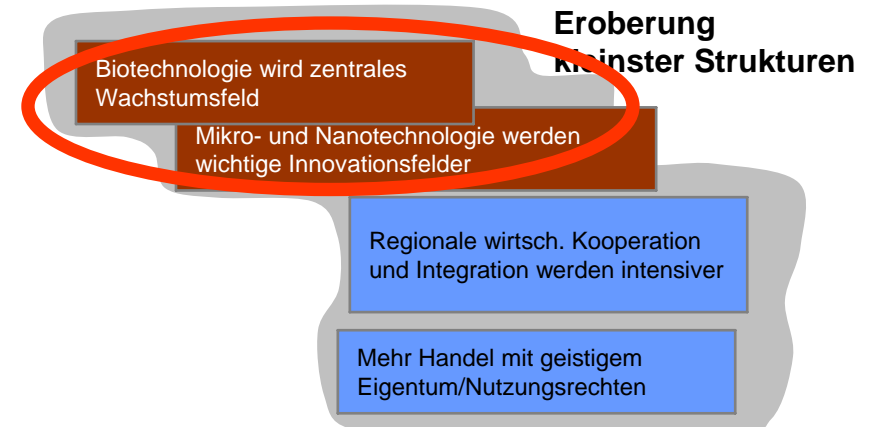 Eroberung
kleinster Strukturen
Biotechnologie wird zentrales
Wachstumsfeld
Mikro- und Nanotechnologie werden
wichtige Innovationsfelder
Regionale wirtsch. Kooperation
und Integration werden intensiver
Mehr Handel mit geistigem
Eigentum/Nutzungsrechten